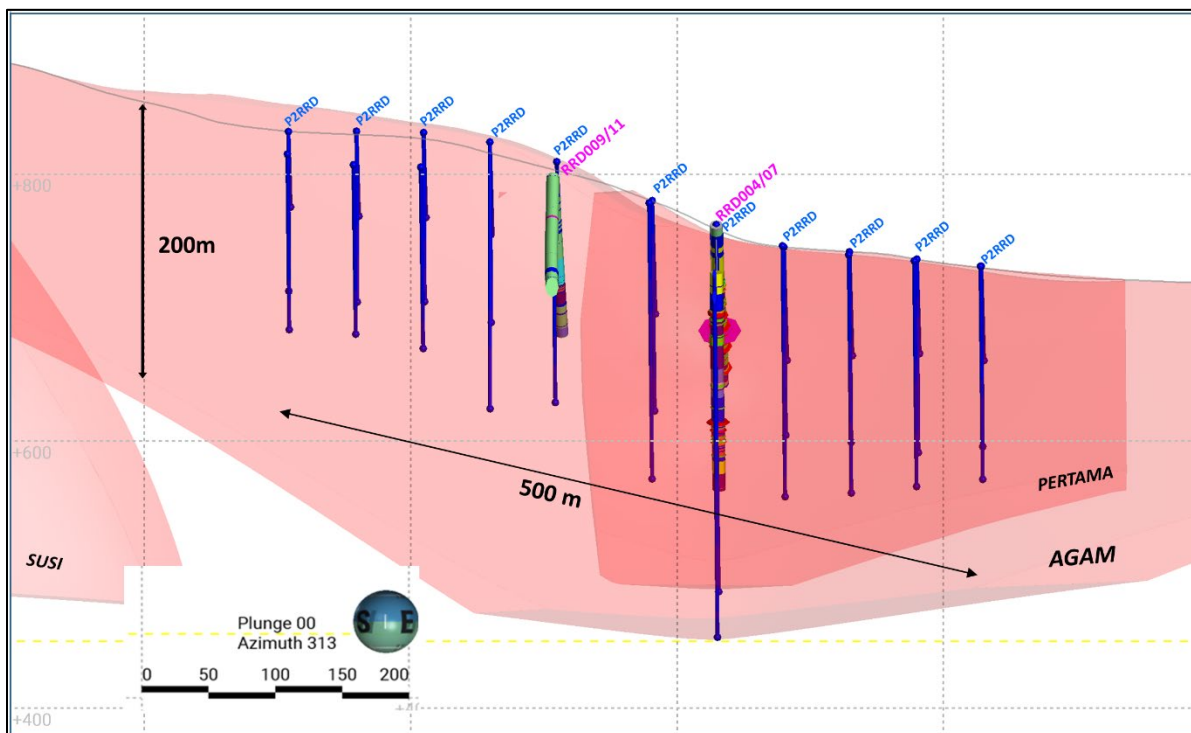 P2RRD
P2RRD
P2RRD
P2RRD
P2RRD
RRD009/11
P2RRD
RRD004/07
P2RRD
P2RRD
P2RRD
P2RRD
P2RRD
+800
200m
+600
500 m
PERTAMA
AGAM
SUSI
Plunge 00
Azimuth 313
S E
0 50 100 150 200
+400